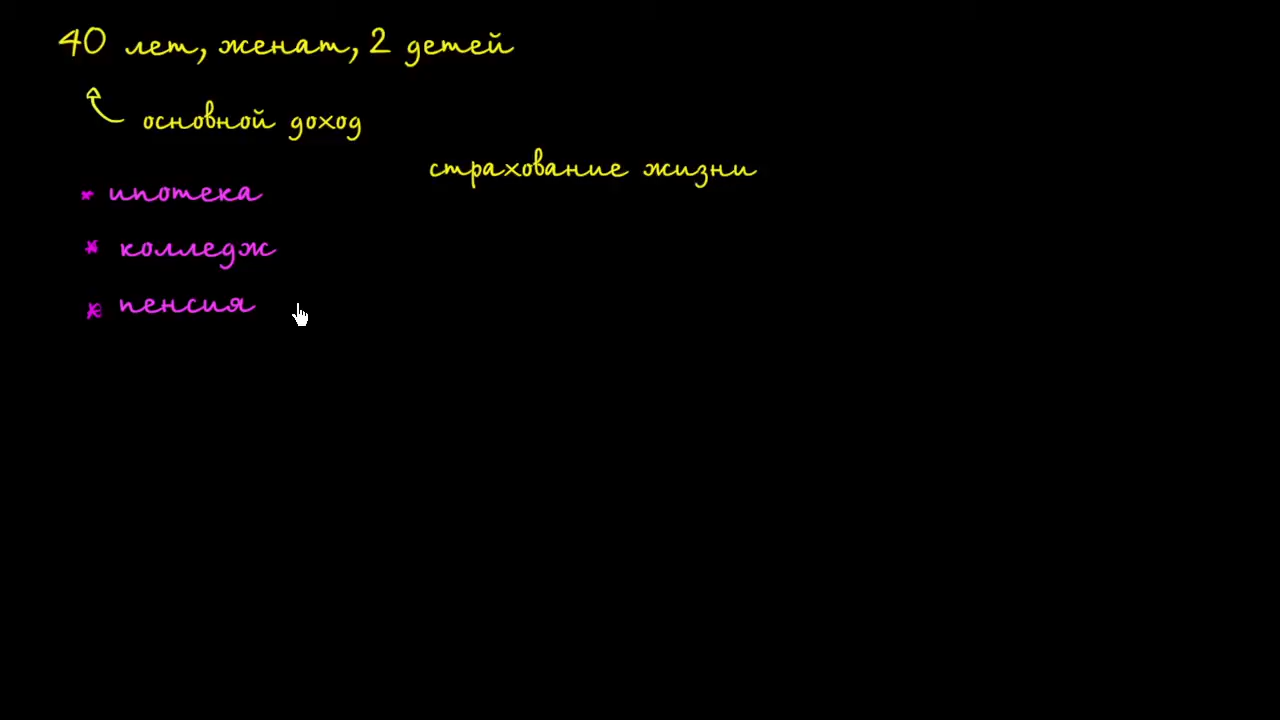 40 лет, женат, 2 детей
основной доход
страхование жизни
* ипотека
* колледж
* пенсия